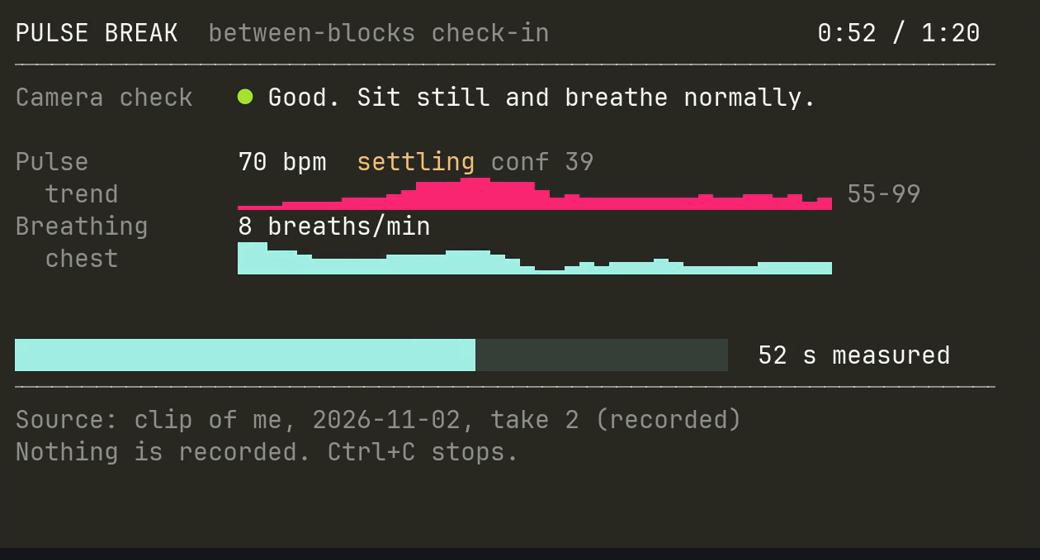 PULSE BREAK  between-blocks check-in  0:52 / 1:20
Camera check  Good. Sit still and breathe normally.
Pulse  70 bpm  settling conf 39
trend  55-99
Breathing  8 breaths/min
chest
52 s measured
Source: clip of me, 2026-11-02, take 2 (recorded)
Nothing is recorded. Ctrl+C stops.